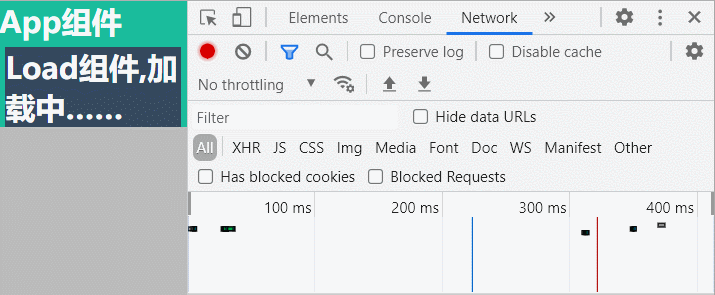 App组件
Load组件,加
载中......
Elements Console Network
Preserve log Disable cache
No throttling
Filter Hide data URLs
All XHR JS CSS Img Media Font Doc WS Manifest Other
Has blocked cookies Blocked Requests
100 ms 200 ms 300 ms 400 ms